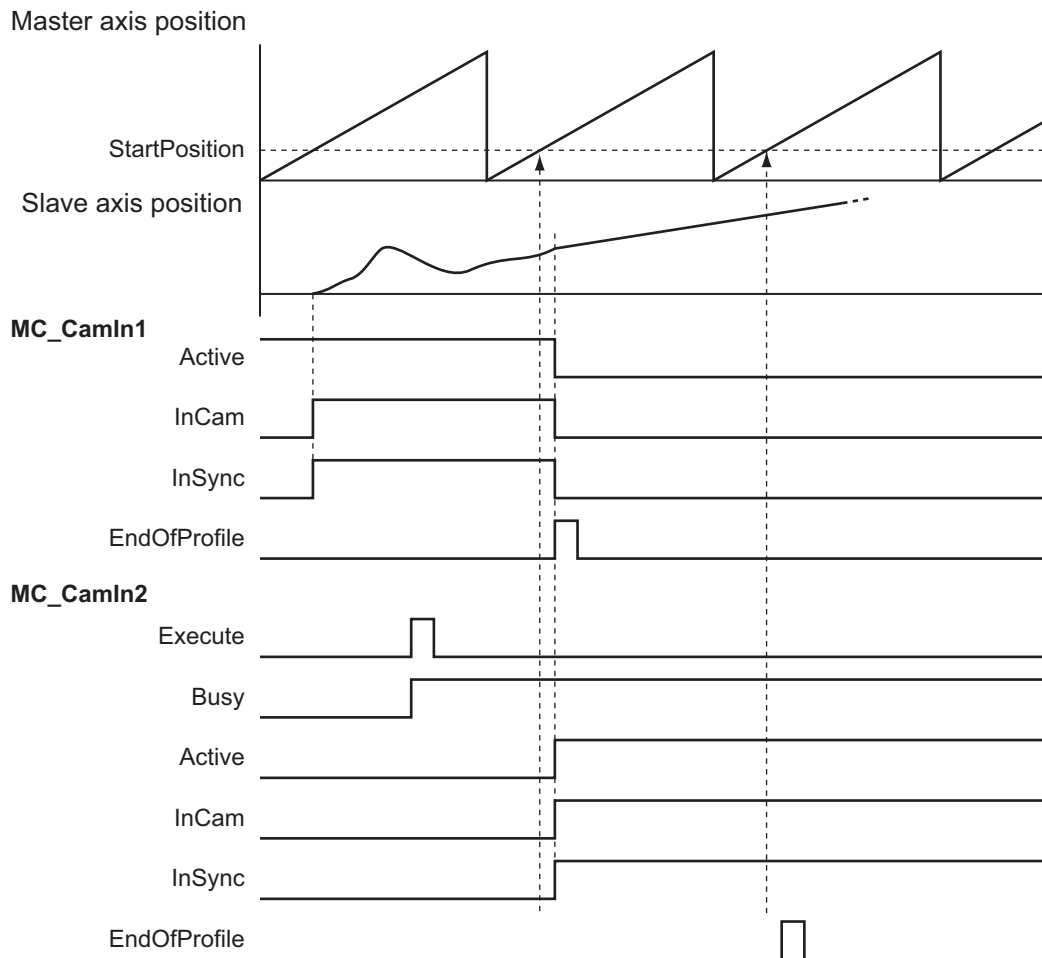 Master axis position
StartPosition
Slave axis position
MC_CamIn1
Active
InCam
InSync
EndOfProfile
MC_CamIn2
Execute
Busy
Active
InCam
InSync
EndOfProfile